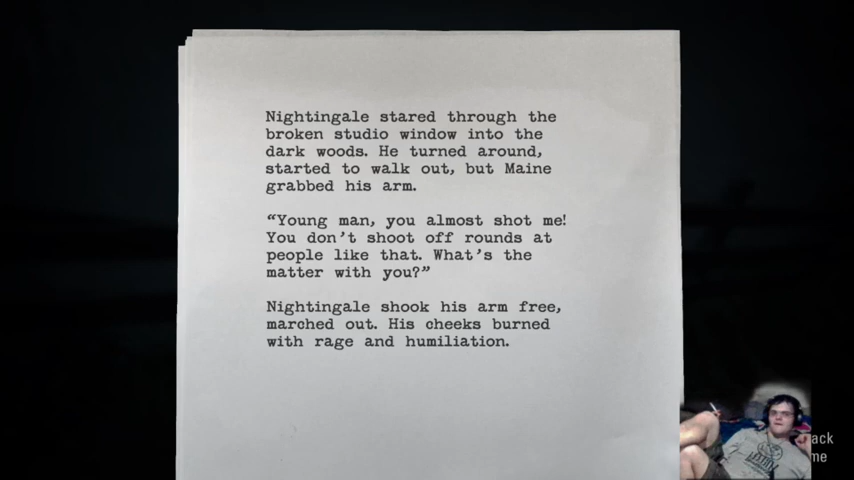 Nightingale stared through the
broken studio window into the
dark woods. He turned around,
started to walk out, but Maine
grabbed his arm.
“Young man, you almost shot me!
You don’t shoot off rounds at
people like that. What’s the
matter with you?”
Nightingale shook his arm free,
marched out. His cheeks burned
with rage and humiliation.
ack
me